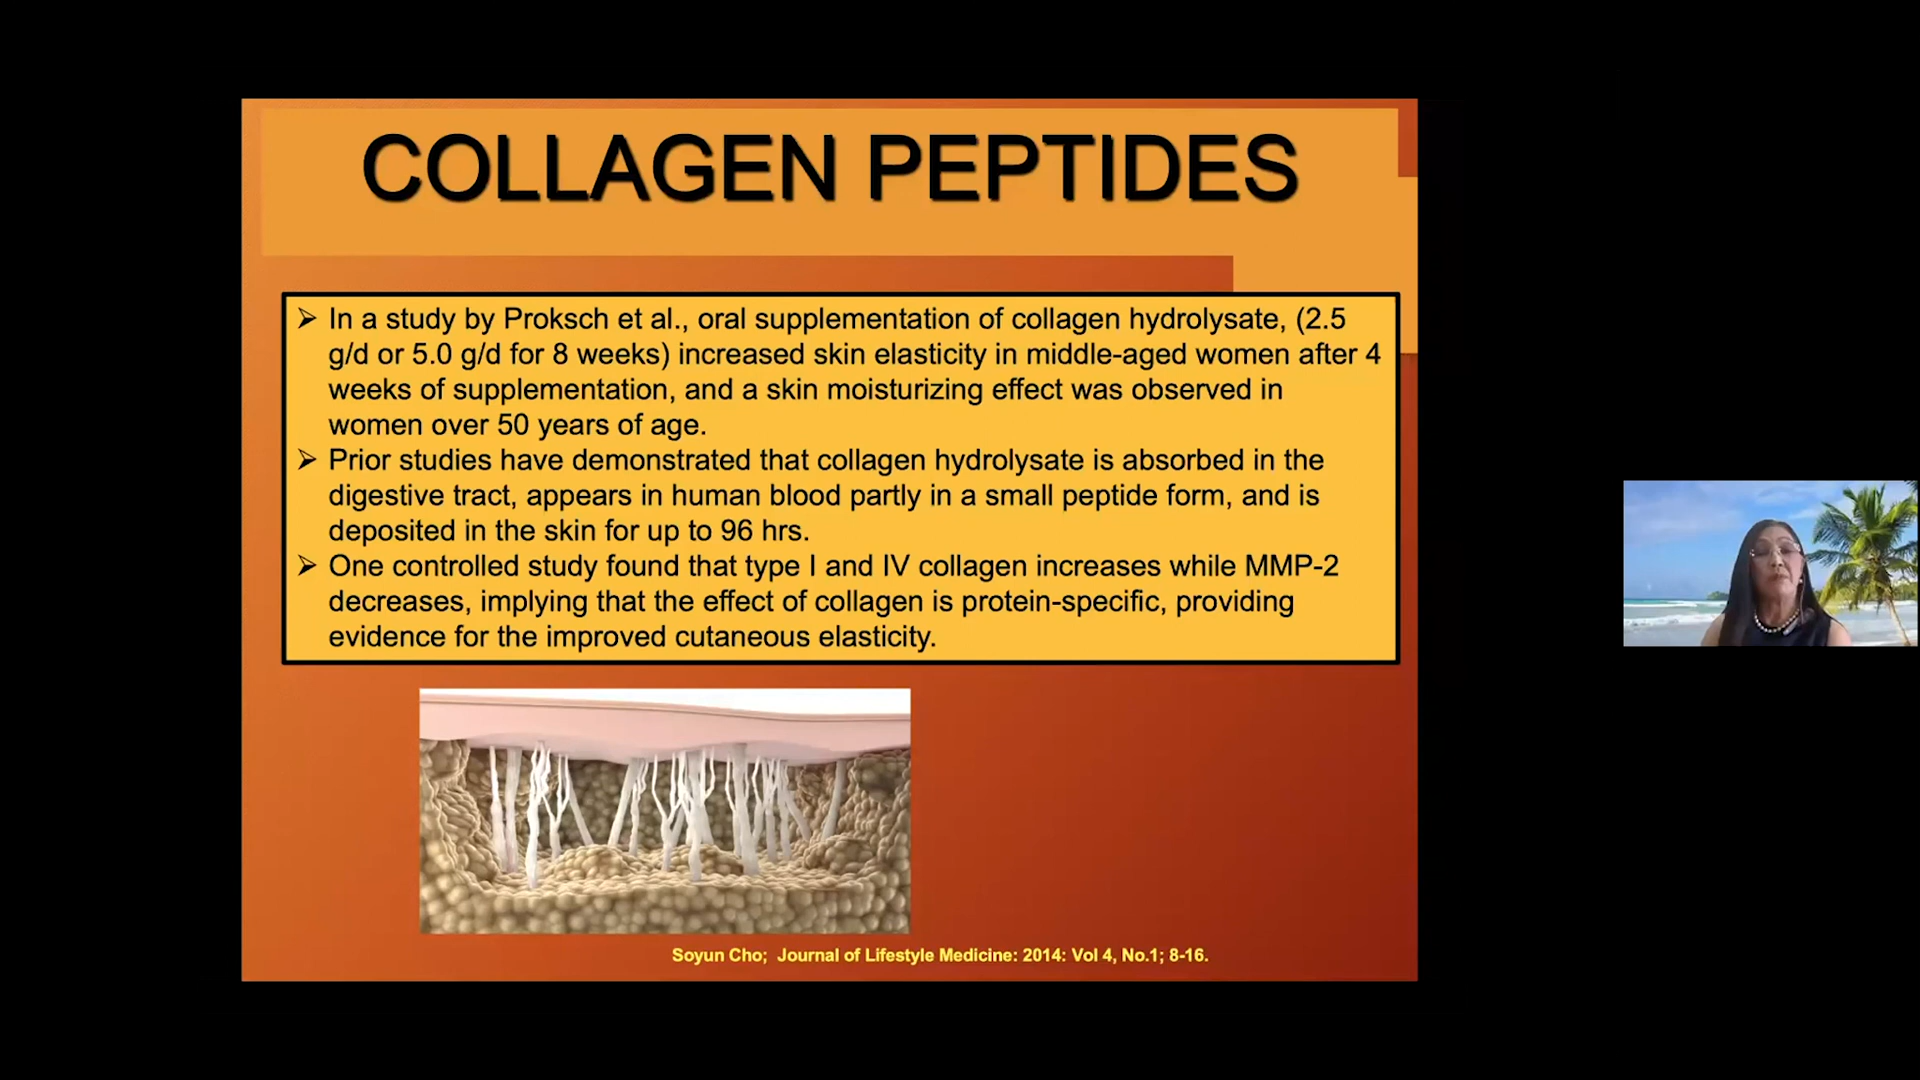 COLLAGEN PEPTIDES
➢ In a study by Proksch et al., oral supplementation of collagen hydrolysate, (2.5
g/d or 5.0 g/d for 8 weeks) increased skin elasticity in middle-aged women after 4
weeks of supplementation, and a skin moisturizing effect was observed in
women over 50 years of age.
➢ Prior studies have demonstrated that collagen hydrolysate is absorbed in the
digestive tract, appears in human blood partly in a small peptide form, and is
deposited in the skin for up to 96 hrs.
➢ One controlled study found that type I and IV collagen increases while MMP-2
decreases, implying that the effect of collagen is protein-specific, providing
evidence for the improved cutaneous elasticity.
Soyun Cho; Journal of Lifestyle Medicine: 2014: Vol 4, No.1; 8-16.